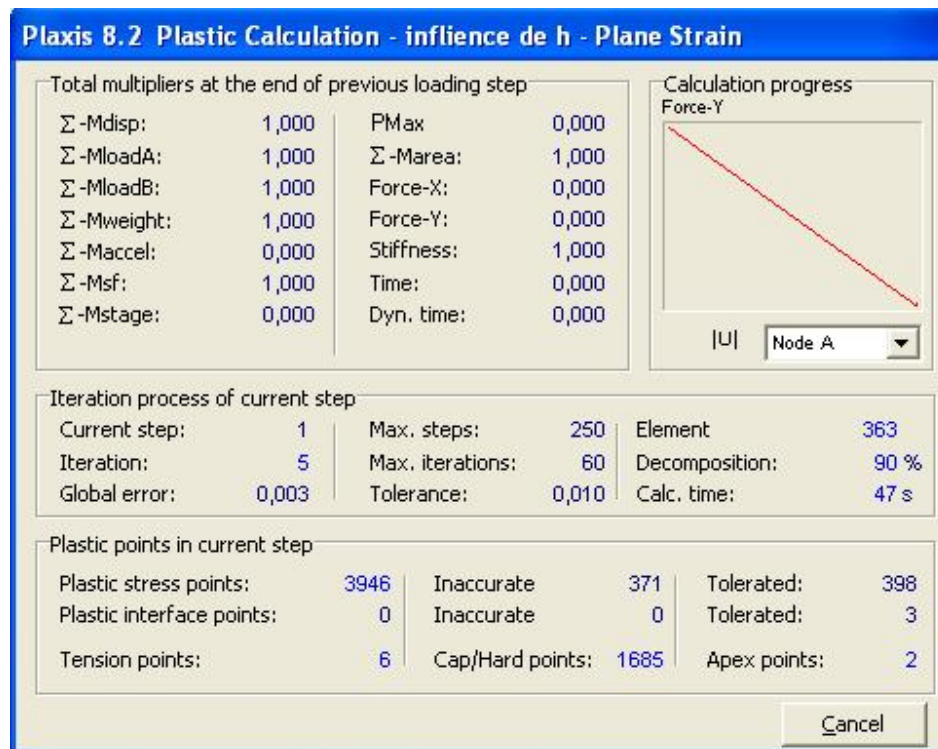 Plaxis 8.2 Plastic Calculation - inflience de h - Plane Strain
Total multipliers at the end of previous loading step
Σ -Mdisp: 1,000 PMax 0,000
Σ -MloadA: 1,000 Σ -Marea: 1,000
Σ -MloadB: 1,000 Force-X: 0,000
Σ -Mweight: 1,000 Force-Y: 0,000
Σ -Maccel: 0,000 Stiffness: 1,000
Σ -Msf: 1,000 Time: 0,000
Σ -Mstage: 0,000 Dyn. time: 0,000
Calculation progress
Force-Y
|U| Node A
Iteration process of current step
Current step: 1 Max. steps: 250 Element 363
Iteration: 5 Max. iterations: 60 Decomposition: 90 %
Global error: 0,003 Tolerance: 0,010 Calc. time: 47 s
Plastic points in current step
Plastic stress points: 3946 Inaccurate 371 Tolerated: 398
Plastic interface points: 0 Inaccurate 0 Tolerated: 3
Tension points: 6 Cap/Hard points: 1685 Apex points: 2
Cancel